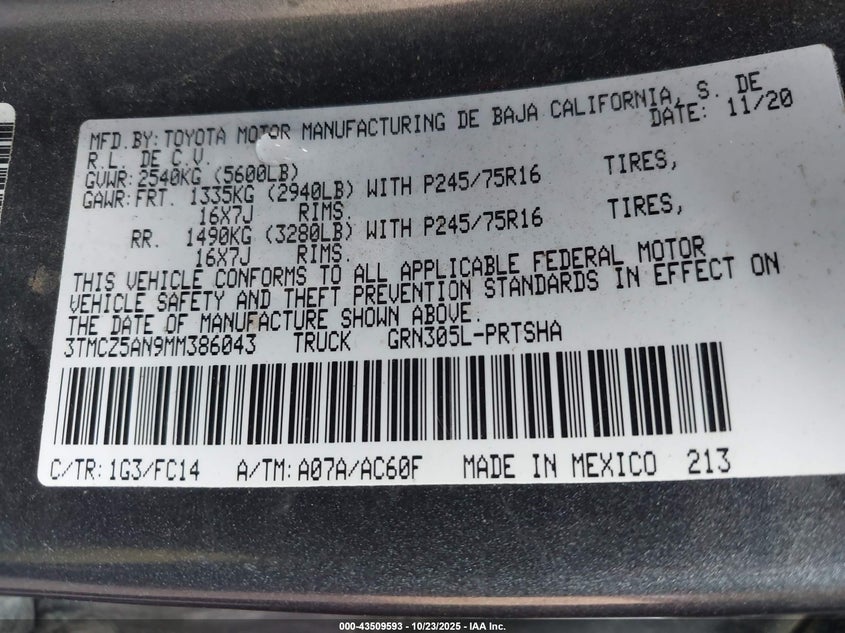 MFD.BY: TOYOTA MOTOR MANUFACTURING DE BAJA CALIFORNIA, S. DE
R.L. DE C.V. DATE: 11/20
GVWR: 2540KG (5600LB)
GAWR: FRT. 1335KG (2940LB) WITH P245/75R16 TIRES,
16X7J RIMS.
RR. 1490KG (3280LB) WITH P245/75R16 TIRES,
16X7J RIMS.
THIS VEHICLE CONFORMS TO ALL APPLICABLE FEDERAL MOTOR
VEHICLE SAFETY AND THEFT PREVENTION STANDARDS IN EFFECT ON
THE DATE OF MANUFACTURE SHOWN ABOVE.
3TMCZ5AN9MM386043 TRUCK GRN305L-PRTSHA
C/TR: 1G3/FC14 A/TM: A07A/AC60F MADE IN MEXICO 213
000-43509593 - 10/23/2025 - IAA Inc.